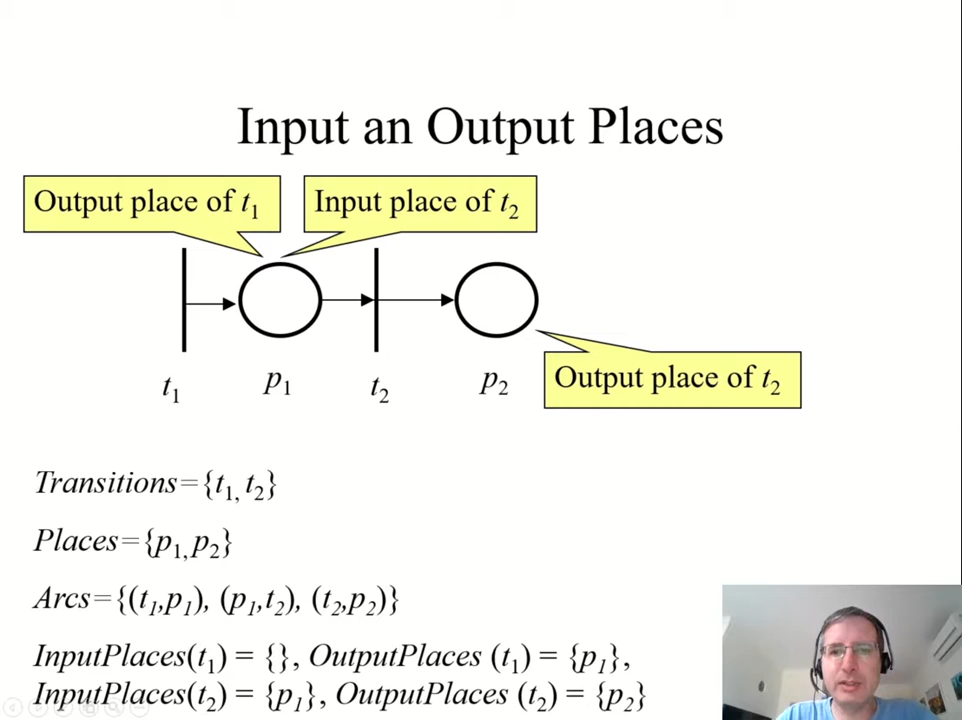 Input an Output Places
Output place of t1
Input place of t2
t1
p1
t2
p2
Output place of t2
Transitions={t1, t2}
Places={p1, p2}
Arcs={(t1,p1), (p1,t2), (t2,p2)}
InputPlaces(t1) = {}, OutputPlaces (t1) = {p1},
InputPlaces(t2) = {p1}, OutputPlaces (t2) = {p2}